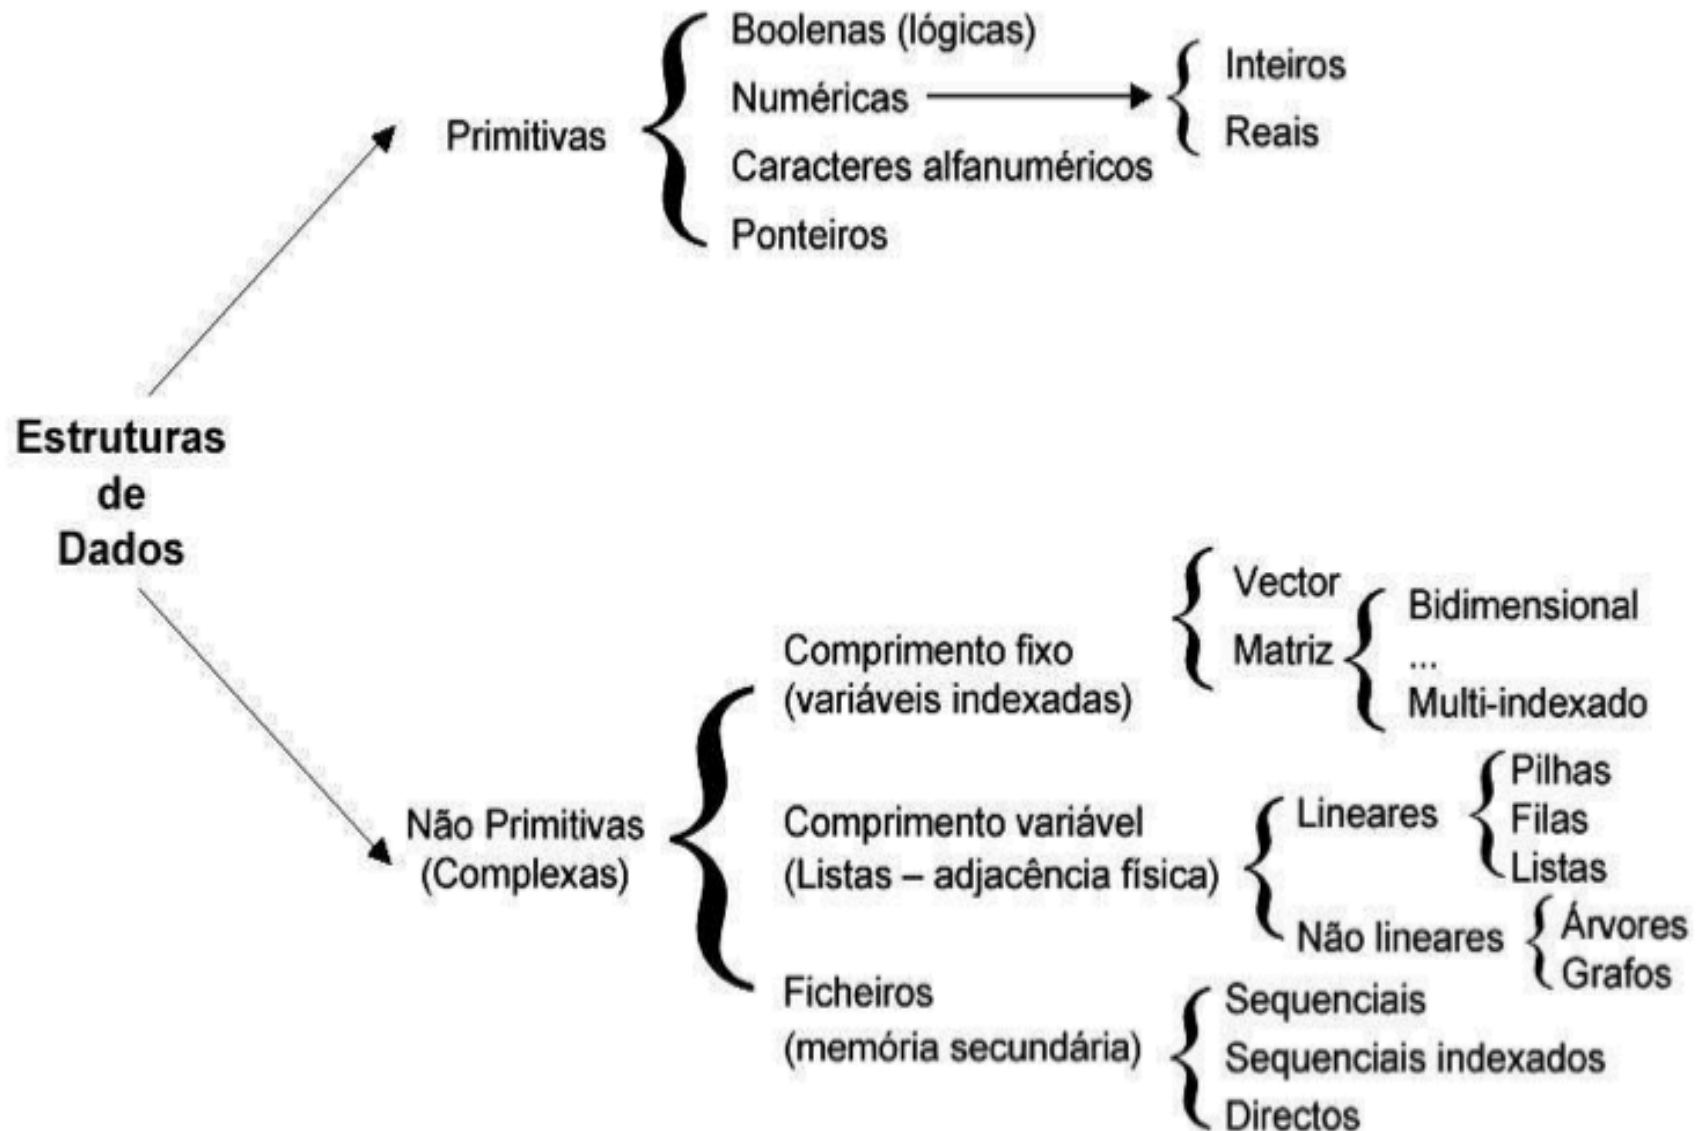 Estruturas
de
Dados
Primitivas
Boolenas (lógicas)
Numéricas
Inteiros
Reais
Caracteres alfanuméricos
Ponteiros
Não Primitivas
(Complexas)
Comprimento fixo
(variáveis indexadas)
Vector
Matriz
Bidimensional
...
Multi-indexado
Comprimento variável
(Listas – adjacência física)
Lineares
Pilhas
Filas
Listas
Não lineares
Árvores
Grafos
Ficheiros
(memória secundária)
Sequenciais
Sequenciais indexados
Directos